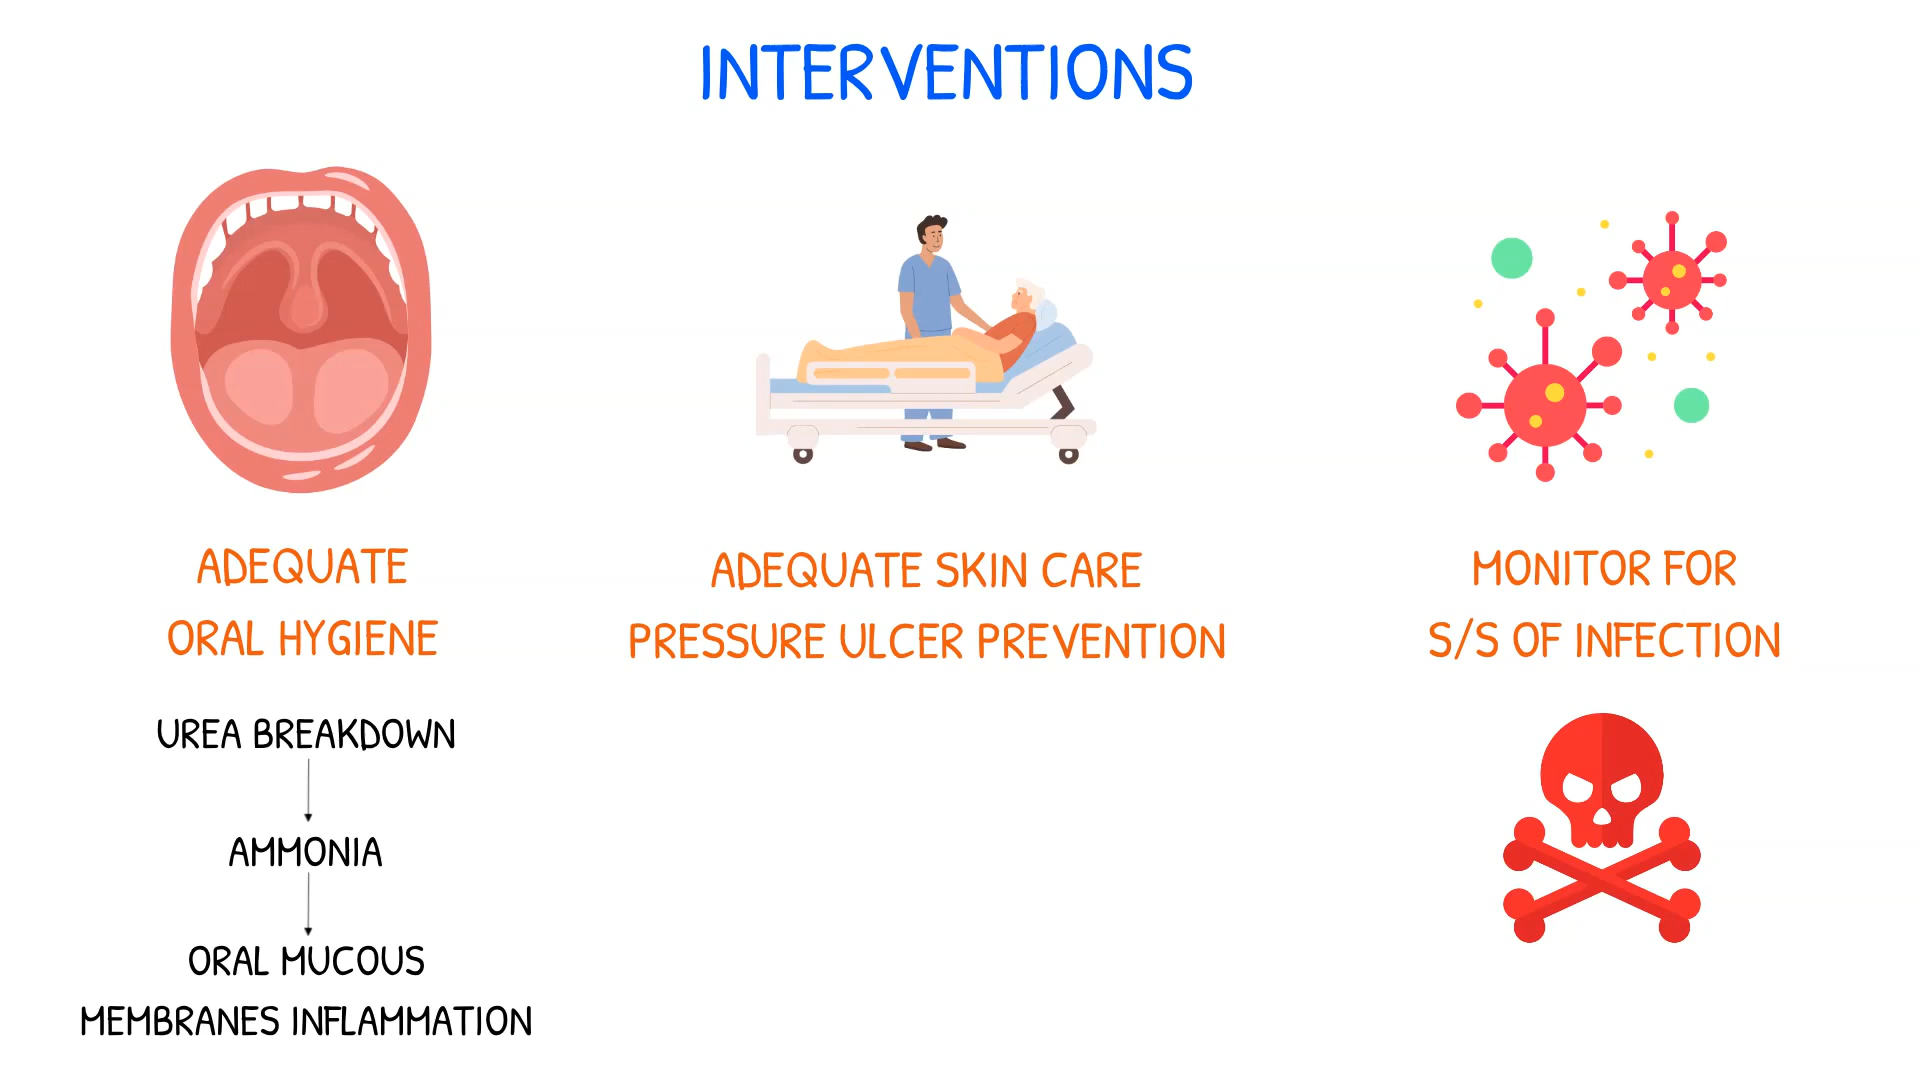 INTERVENTIONS
ADEQUATE
ORAL HYGIENE
UREA BREAKDOWN
AMMONIA
ORAL MUCOUS
MEMBRANES INFLAMMATION
ADEQUATE SKIN CARE
PRESSURE ULCER PREVENTION
MONITOR FOR
S/S OF INFECTION